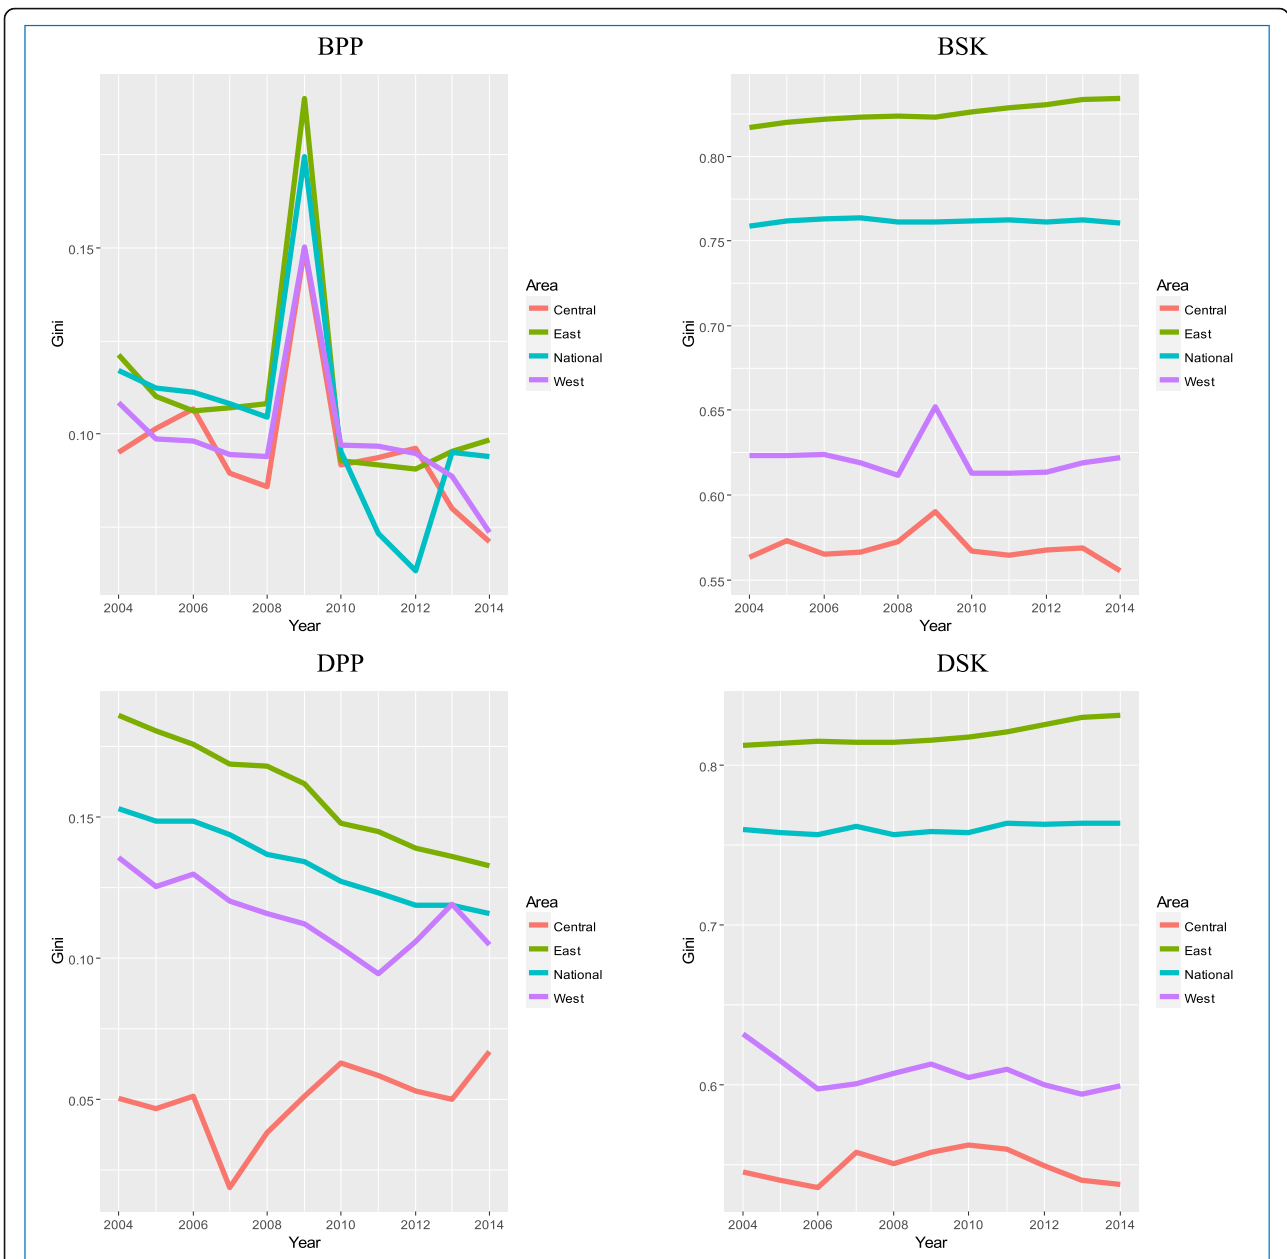 BPP
Gini
0.15
0.10
2004 2006 2008 2010 2012 2014
Year
Area
Central
East
National
West
BSK
Gini
0.80
0.75
0.70
0.65
0.60
0.55
2004 2006 2008 2010 2012 2014
Year
Area
Central
East
National
West
DPP
Gini
0.15
0.10
0.05
2004 2006 2008 2010 2012 2014
Year
Area
Central
East
National
West
DSK
Gini
0.8
0.7
0.6
2004 2006 2008 2010 2012 2014
Year
Area
Central
East
National
West